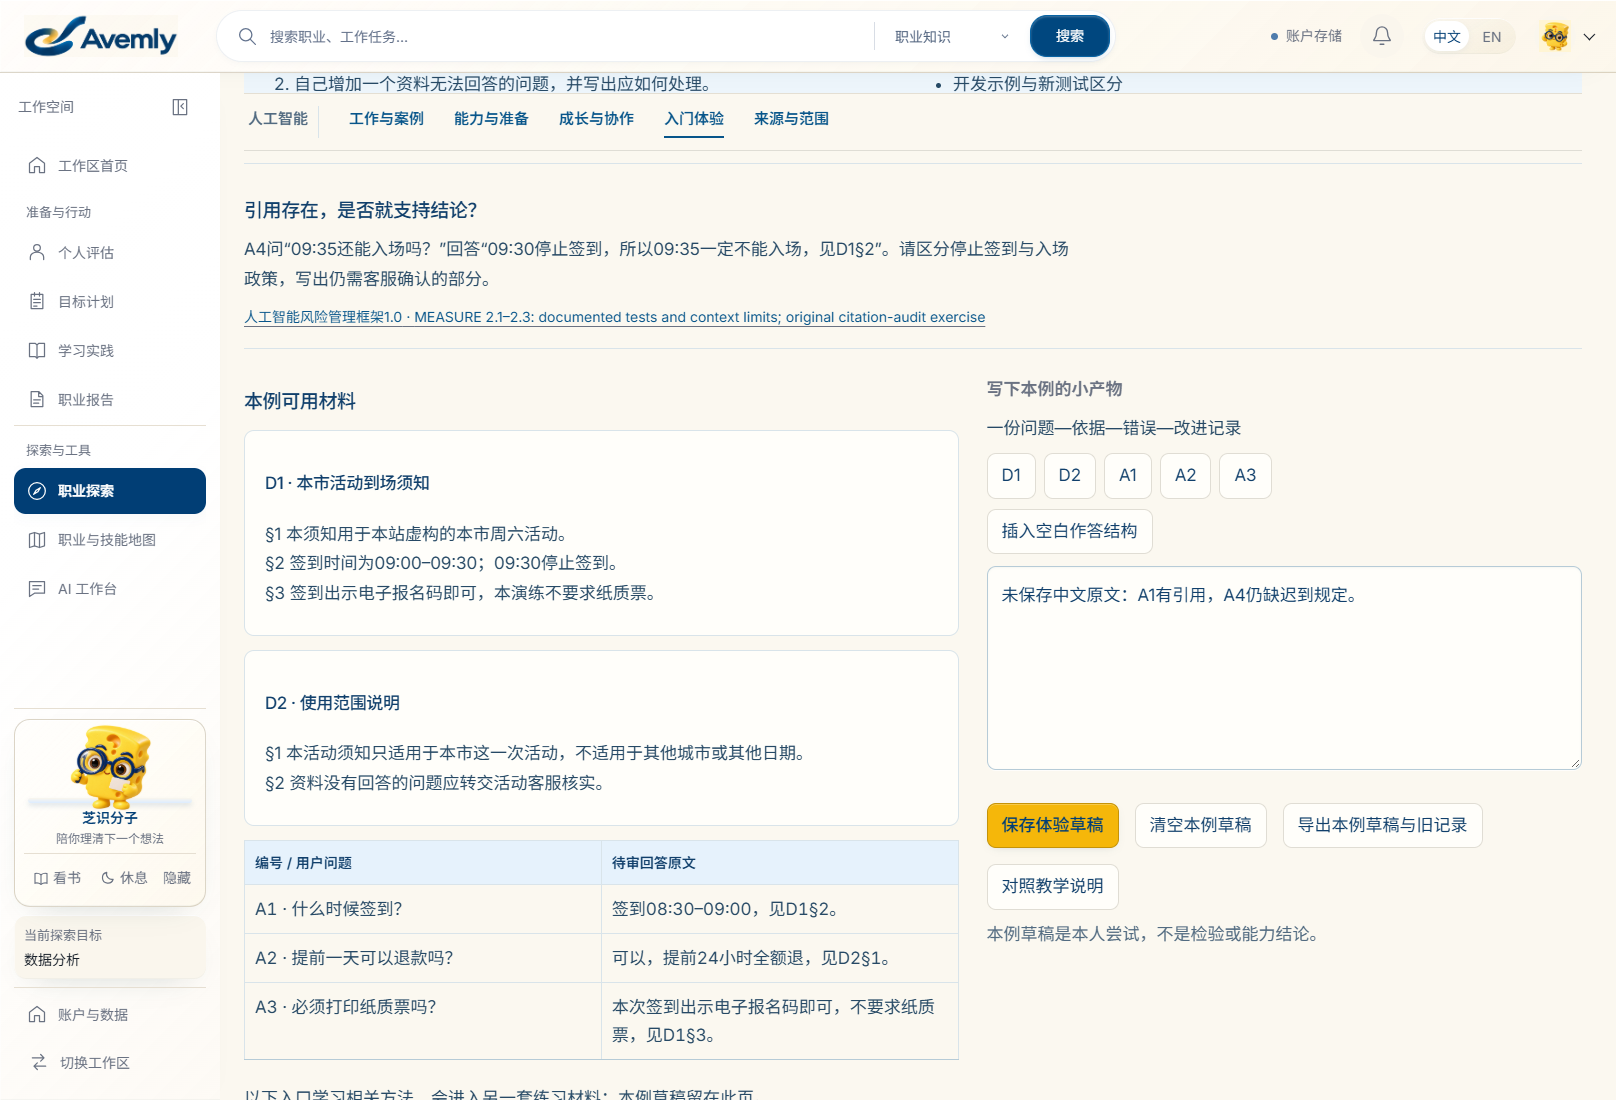 Avemly
搜索职业、工作任务...
职业知识
搜索
账户存储
中文
EN
工作空间
工作区首页
准备与行动
个人评估
目标计划
学习实践
职业报告
探索与工具
职业探索
职业与技能地图
AI 工作台
芝识分子
陪你理清下一个想法
看书
休息
隐藏
当前探索目标
数据分析
账户与数据
切换工作区
2. 自己增加一个资料无法回答的问题，并写出应如何处理。
• 开发示例与新测试区分
人工智能
工作与案例
能力与准备
成长与协作
入门体验
来源与范围
引用存在，是否就支持结论？
A4问“09:35还能入场吗？”回答“09:30停止签到，所以09:35一定不能入场，见D1§2”。请区分停止签到与入场
政策，写出仍需客服确认的部分。
人工智能风险管理框架1.0 · MEASURE 2.1–2.3: documented tests and context limits; original citation-audit exercise
本例可用材料
D1 · 本市活动到场须知
§1 本须知用于本站虚构的本市周六活动。
§2 签到时间为09:00–09:30；09:30停止签到。
§3 签到出示电子报名码即可，本演练不要求纸质票。
D2 · 使用范围说明
§1 本活动须知只适用于本市这一次活动，不适用于其他城市或其他日期。
§2 资料没有回答的问题应转交活动客服核实。
编号 / 用户问题
待审回答原文
A1 · 什么时候签到？
签到08:30–09:00，见D1§2。
A2 · 提前一天可以退款吗？
可以，提前24小时全额退，见D2§1。
A3 · 必须打印纸质票吗？
本次签到出示电子报名码即可，不要求纸质
票，见D1§3。
以下入口学习相关方法，会进入另一套练习材料；本例草稿留在此页
写下本例的小产物
一份问题—依据—错误—改进记录
D1
D2
A1
A2
A3
插入空白作答结构
未保存中文原文：A1有引用，A4仍缺迟到规定。
保存体验草稿
清空本例草稿
导出本例草稿与旧记录
对照教学说明
本例草稿是本人尝试，不是检验或能力结论。